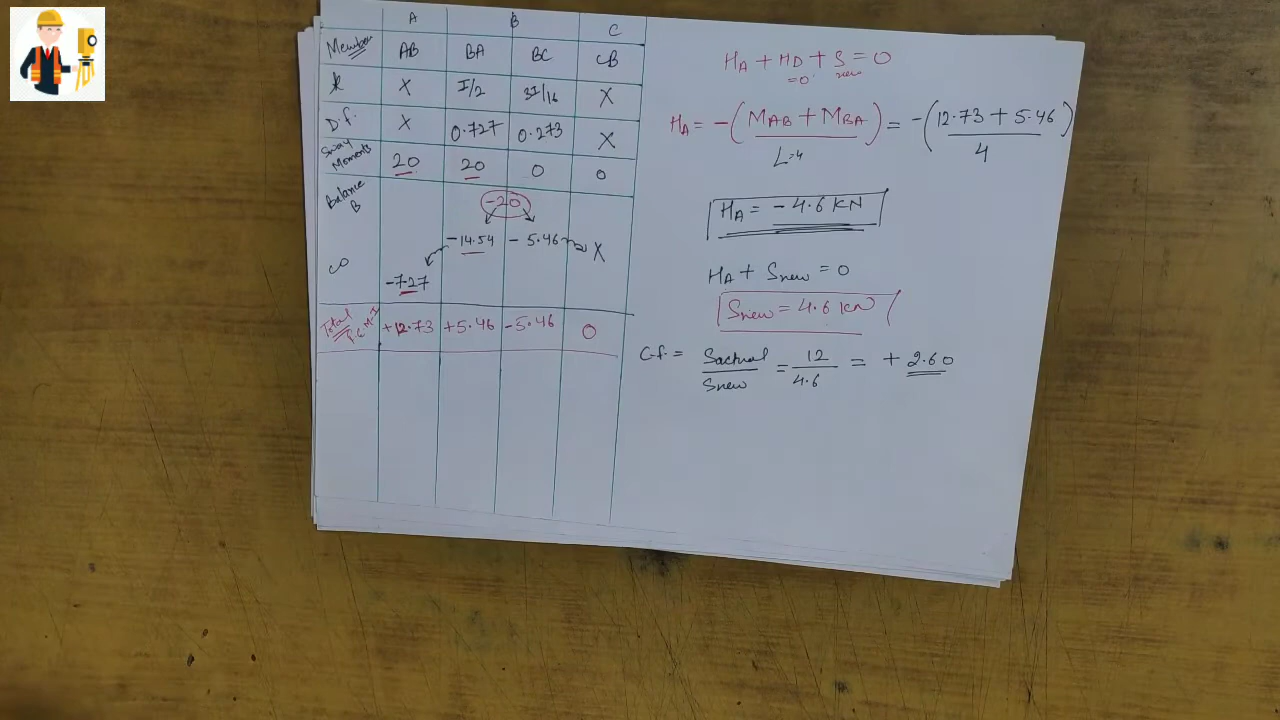 A B C
Member AB BA BC CB
k X I/2 3I/16 X
D.f. X 0.727 0.273 X
Sway Moments 20 20 0 0
Balance B -20
-14.54 -5.46 X
CO -7.27
Total +12.73 +5.46 -5.46 0
HA + HD + S = 0
=0 new
HA = -(MAB + MBA) = -(12.73 + 5.46)
L=4 4
HA = -4.6 KN
HA + Snew = 0
Snew = 4.6 KN
C.f. = Sactual = 12 = + 2.60
Snew 4.6